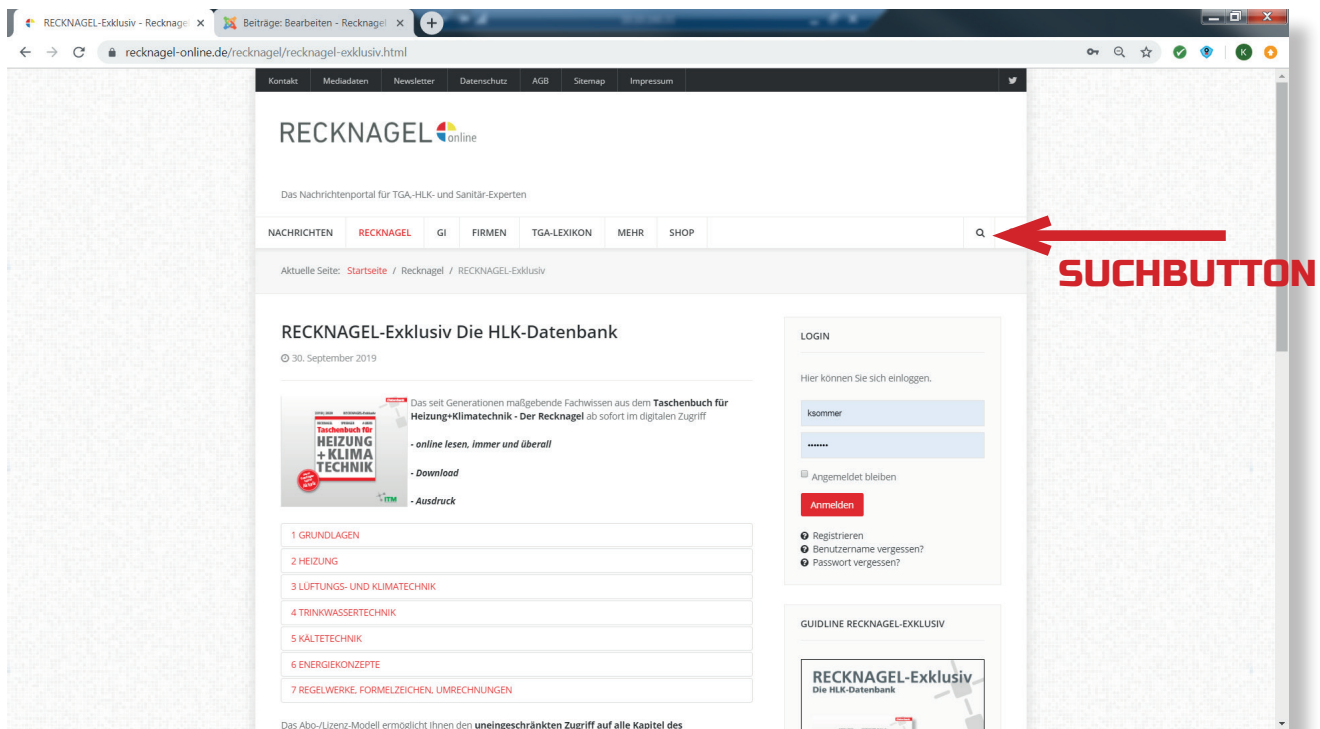 RECKNAGEL-Exklusiv - Recknagel
Beiträge: Bearbeiten - Recknagel
recknagel-online.de/recknagel/recknagel-exklusiv.html
K
Kontakt Mediadaten Newsletter Datenschutz AGB Sitemap Impressum
RECKNAGEL online
Das Nachrichtenportal für TGA,-HLK- und Sanitär-Experten
NACHRICHTEN RECKNAGEL GI FIRMEN TGA-LEXIKON MEHR SHOP
SUCHBUTTON
Aktuelle Seite: Startseite / Recknagel / RECKNAGEL-Exklusiv
RECKNAGEL-Exklusiv Die HLK-Datenbank
30. September 2019
Taschenbuch für
HEIZUNG
+ KLIMA
TECHNIK
ITM
Das seit Generationen maßgebende Fachwissen aus dem Taschenbuch für
Heizung+Klimatechnik - Der Recknagel ab sofort im digitalen Zugriff
- online lesen, immer und überall
- Download
- Ausdruck
1 GRUNDLAGEN
2 HEIZUNG
3 LÜFTUNGS- UND KLIMATECHNIK
4 TRINKWASSERTECHNIK
5 KÄLTETECHNIK
6 ENERGIEKONZEPTE
7 REGELWERKE, FORMELZEICHEN, UMRECHNUNGEN
Das Abo-/Lizenz-Modell ermöglicht Ihnen den uneingeschränkten Zugriff auf alle Kapitel des
LOGIN
Hier können Sie sich einloggen.
ksommer
•••••••
Angemeldet bleiben
Anmelden
Registrieren
Benutzername vergessen?
Passwort vergessen?
GUIDLINE RECKNAGEL-EXKLUSIV
RECKNAGEL-Exklusiv
Die HLK-Datenbank